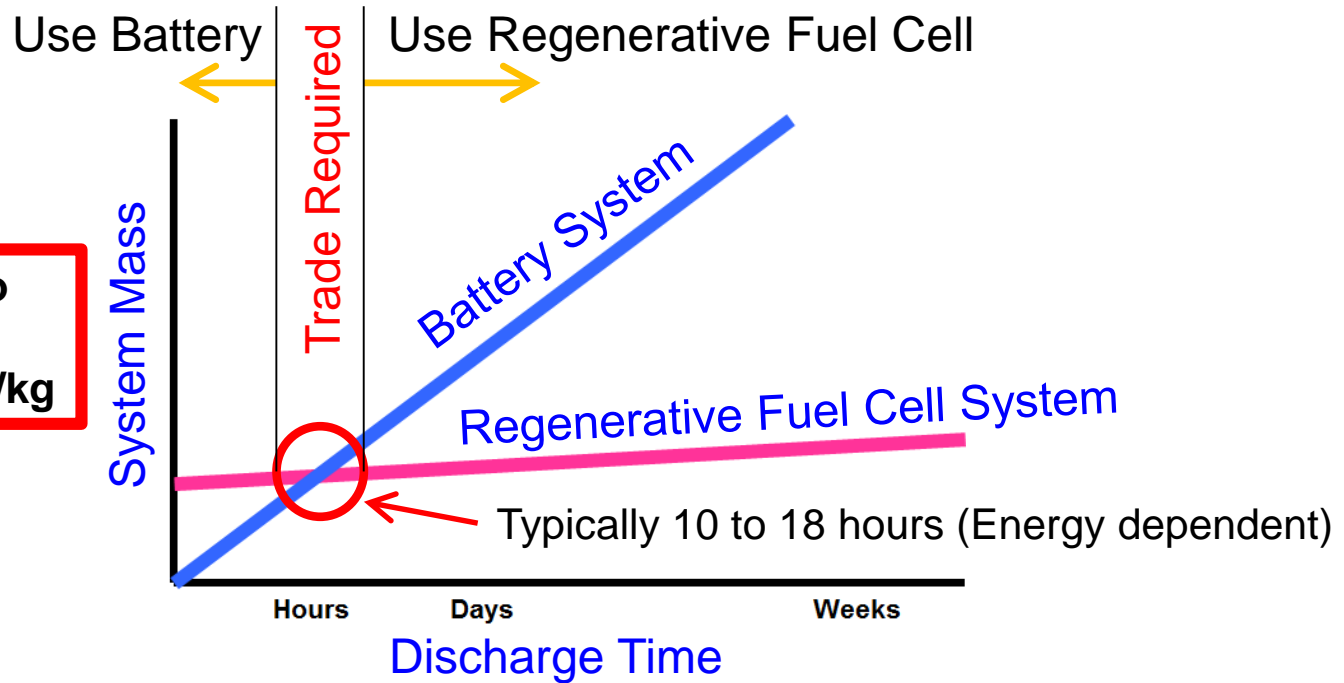 Use Battery
Use Regenerative Fuel Cell
Trade Required
System Mass
/kg
Battery System
Regenerative Fuel Cell System
Typically 10 to 18 hours (Energy dependent)
Hours
Days
Weeks
Discharge Time